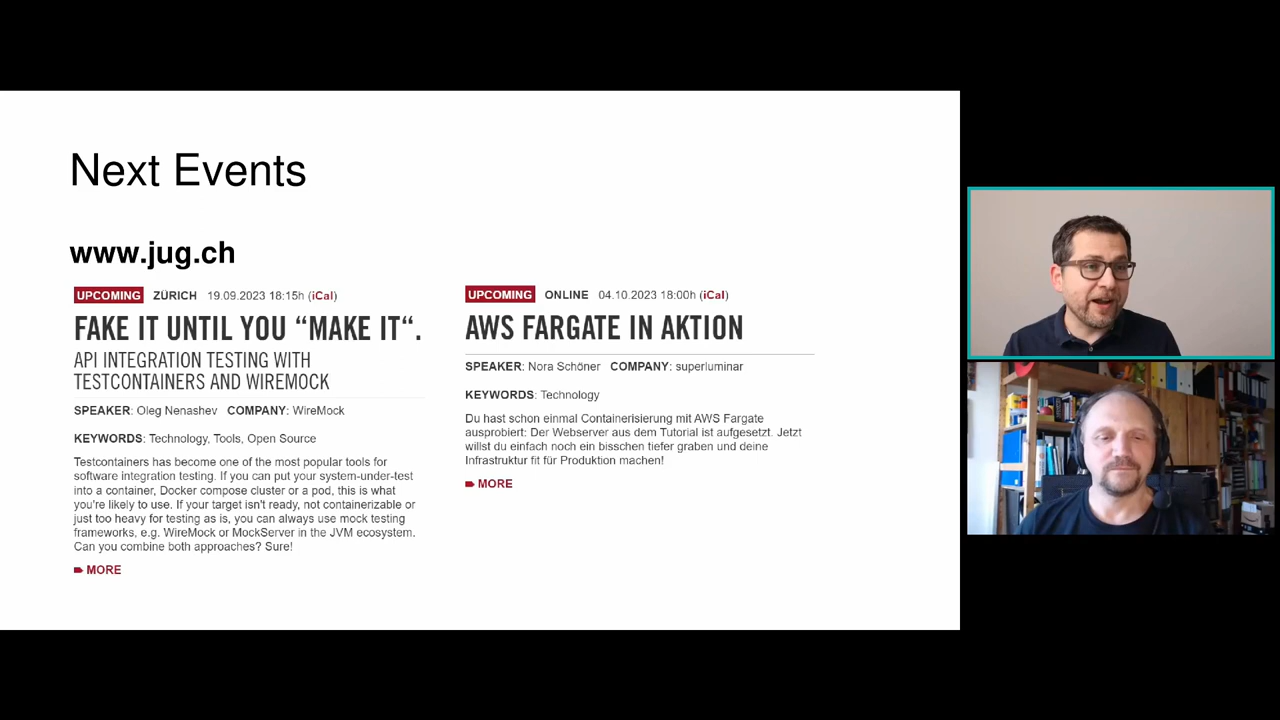 Next Events
www.jug.ch
UPCOMING ZÜRICH 19.09.2023 18:15h (iCal)
FAKE IT UNTIL YOU “MAKE IT“.
API INTEGRATION TESTING WITH
TESTCONTAINERS AND WIREMOCK
SPEAKER: Oleg Nenashev COMPANY: WireMock
KEYWORDS: Technology, Tools, Open Source
Testcontainers has become one of the most popular tools for
software integration testing. If you can put your system-under-test
into a container, Docker compose cluster or a pod, this is what
you're likely to use. If your target isn't ready, not containerizable or
just too heavy for testing as is, you can always use mock testing
frameworks, e.g. WireMock or MockServer in the JVM ecosystem.
Can you combine both approaches? Sure!
MORE
UPCOMING ONLINE 04.10.2023 18:00h (iCal)
AWS FARGATE IN AKTION
SPEAKER: Nora Schöner COMPANY: superluminar
KEYWORDS: Technology
Du hast schon einmal Containerisierung mit AWS Fargate
ausprobiert: Der Webserver aus dem Tutorial ist aufgesetzt. Jetzt
willst du einfach noch ein bisschen tiefer graben und deine
Infrastruktur fit für Produktion machen!
MORE